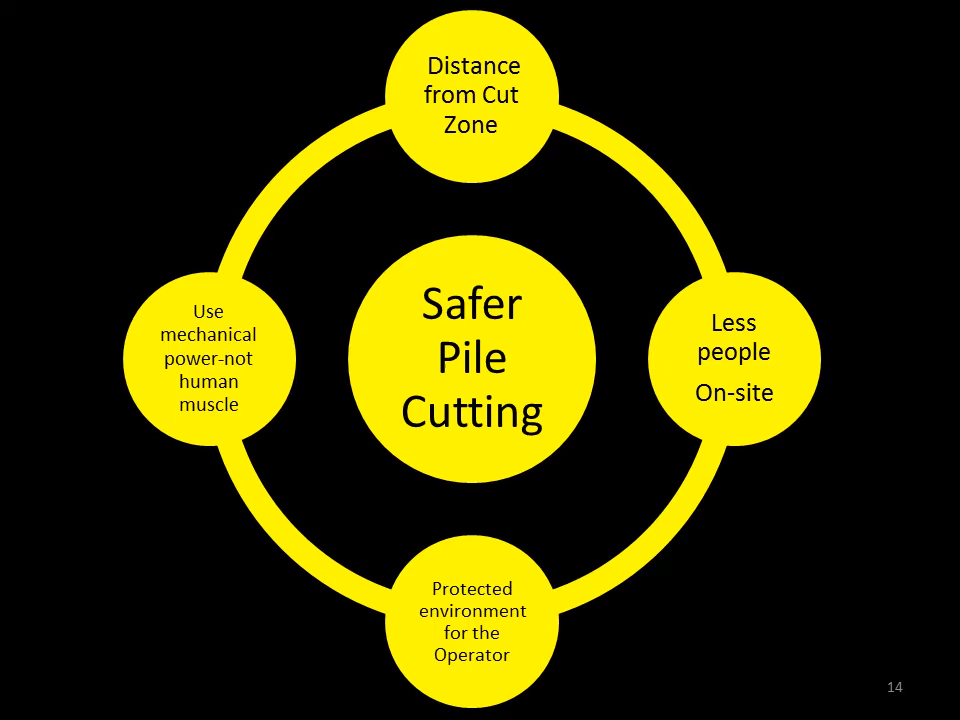 Distance
from Cut
Zone
Safer
Pile
Cutting
Less
people
On-site
Protected
environment
for the
Operator
Use
mechanical
power-not
human
muscle
14